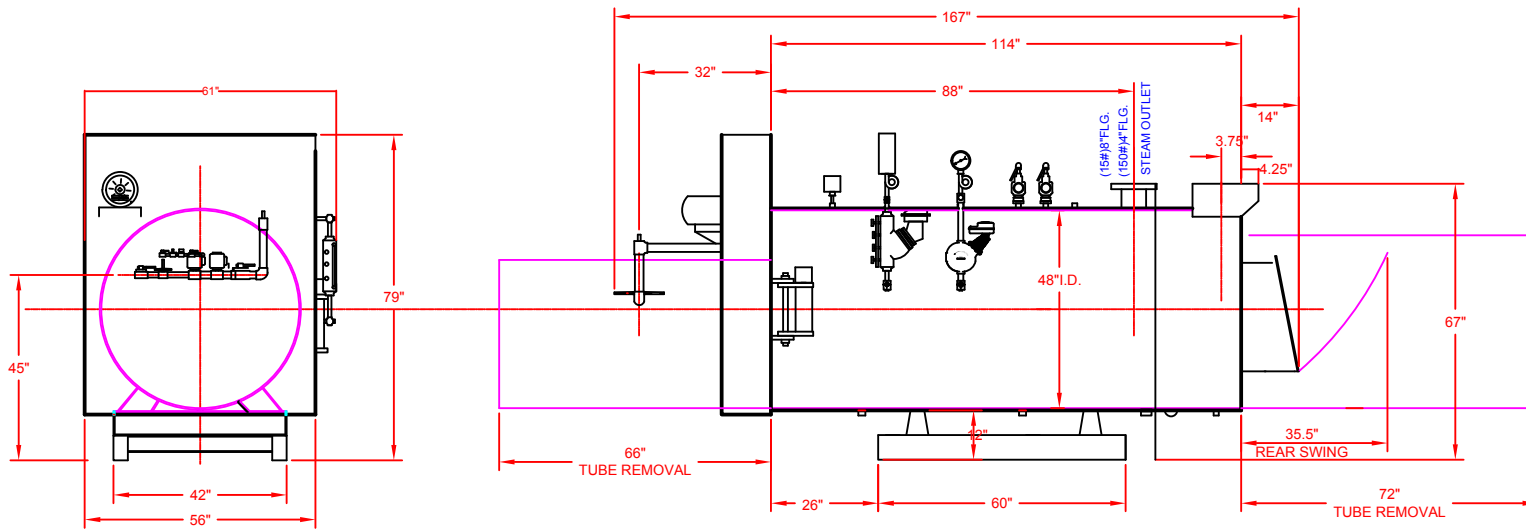 167"
114"
32"
88"
61"
14"
3.75"
4.25"
(15#)8"FLG.
(150#)4"FLG.
STEAM OUTLET
48"I.D.
79"
67"
45"
12"
35.5"
REAR SWING
66"
TUBE REMOVAL
72"
TUBE REMOVAL
42"
26"
60"
56"